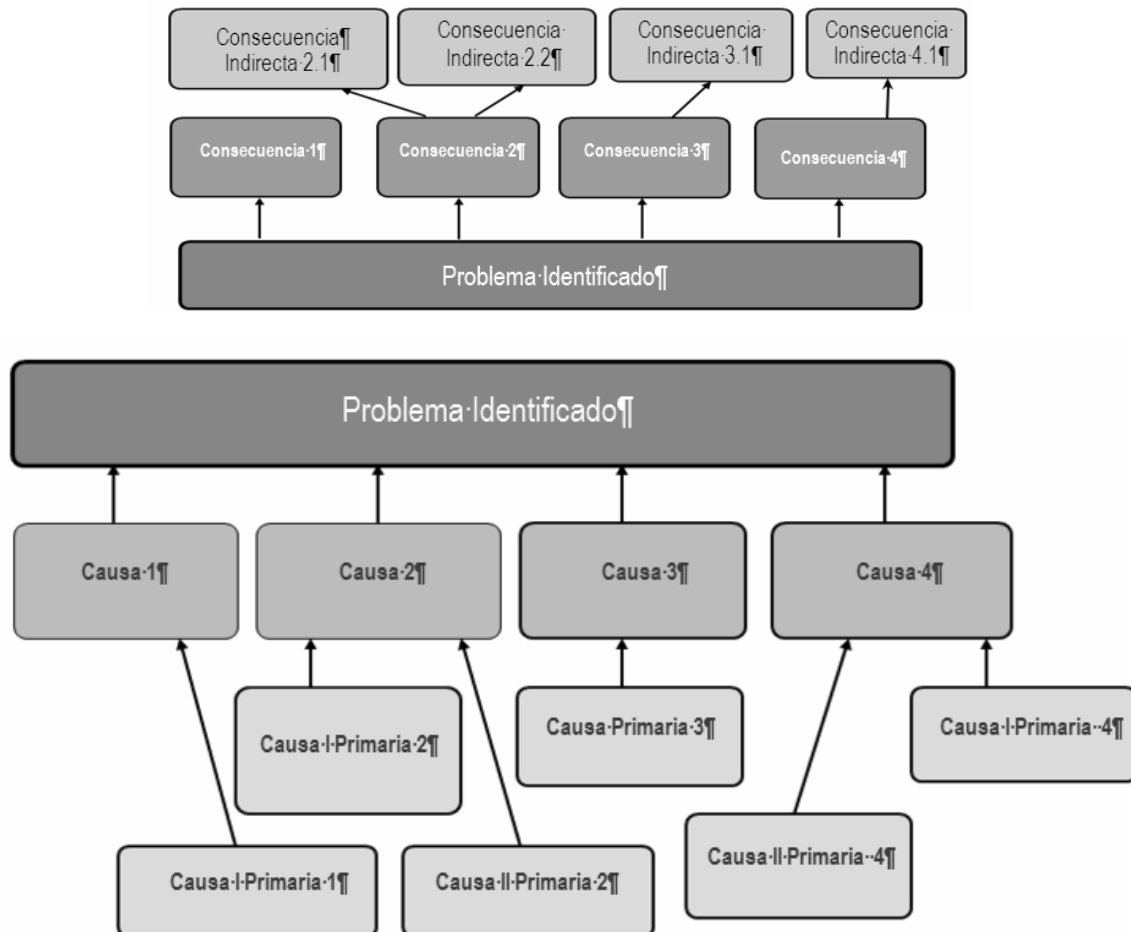 Consecuencia¶
Indirecta·2.1¶
Consecuencia·
Indirecta·2.2¶
Consecuencia·
Indirecta·3.1¶
Consecuencia·
Indirecta·4.1¶
Consecuencia·1¶
Consecuencia·2¶
Consecuencia·3¶
Consecuencia·4¶
Problema·Identificado¶
Problema·Identificado¶
Causa·1¶
Causa·2¶
Causa·3¶
Causa·4¶
Causa·I·Primaria·2¶
Causa·Primaria·3¶
Causa·I·Primaria··4¶
Causa·I·Primaria·1¶
Causa·II·Primaria·2¶
Causa·II·Primaria··4¶